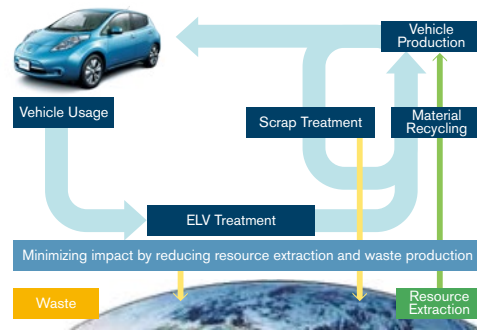 Vehicle
Production
Vehicle Usage
Scrap Treatment
Material
Recycling
ELV Treatment
Minimizing impact by reducing resource extraction and waste production
Waste
Resource
Extraction